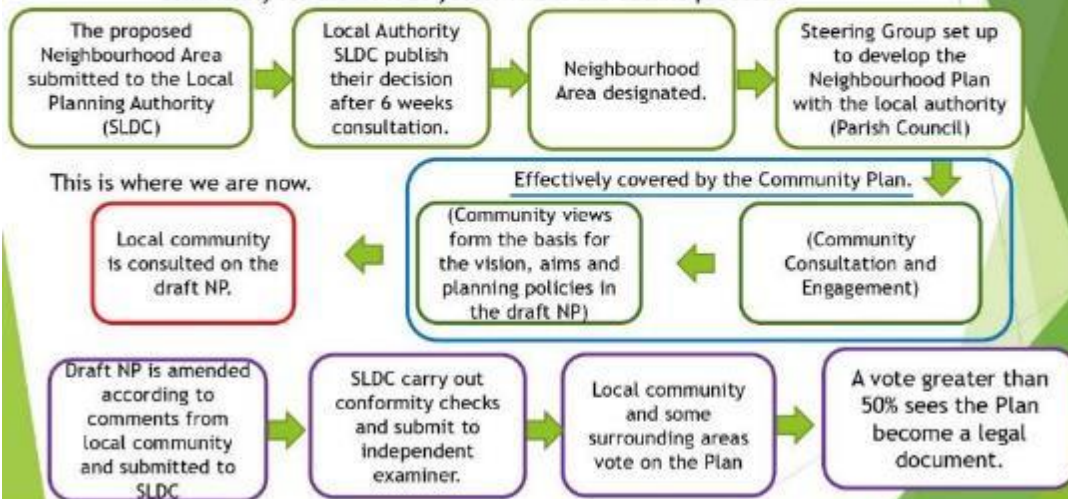 The proposed
Neighbourhood Area
submitted to the Local
Planning Authority
(SLDC)
Local Authority
SLDC publish
their decision
after 6 weeks
consultation.
Neighbourhood
Area designated.
Steering Group set up
to develop the
Neighbourhood Plan
with the local authority
(Parish Council)
This is where we are now.
Effectively covered by the Community Plan.
Local community
is consulted on the
draft NP.
(Community views
form the basis for
the vision, aims and
planning policies in
the draft NP)
(Community
Consultation and
Engagement)
Draft NP is amended
according to
comments from
local community
and submitted to
SLDC
SLDC carry out
conformity checks
and submit to
independent
examiner.
Local community
and some
surrounding areas
vote on the Plan
A vote greater than
50% sees the Plan
become a legal
document.